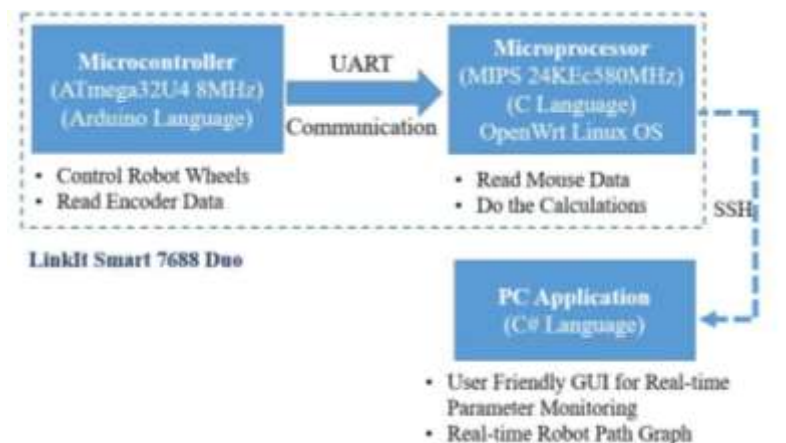 Microcontroller
(ATmega32U4 8MHz)
(Arduino Language)
UART
Communication
Microprocessor
(MIPS 24KEc580MHz)
(C Language)
OpenWrt Linux OS
• Control Robot Wheels
• Read Encoder Data
• Read Mouse Data
• Do the Calculations
SSH
LinkIt Smart 7688 Duo
PC Application
(C# Language)
• User Friendly GUI for Real-time
Parameter Monitoring
• Real-time Robot Path Graph